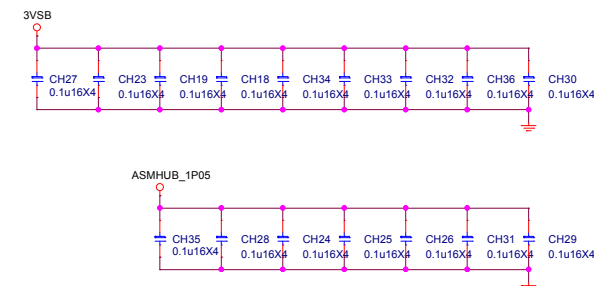 3VSB
CH27 CH23 CH19 CH18 CH34 CH33 CH32 CH36 CH30
0.1u16X4 0.1u16X4 0.1u16X4 0.1u16X4 0.1u16X4 0.1u16X4 0.1u16X4 0.1u16X4 0.1u16X4
ASMHUB_1P05
CH35 CH28 CH24 CH25 CH26 CH31 CH29
0.1u16X4 0.1u16X4 0.1u16X4 0.1u16X4 0.1u16X4 0.1u16X4 0.1u16X4